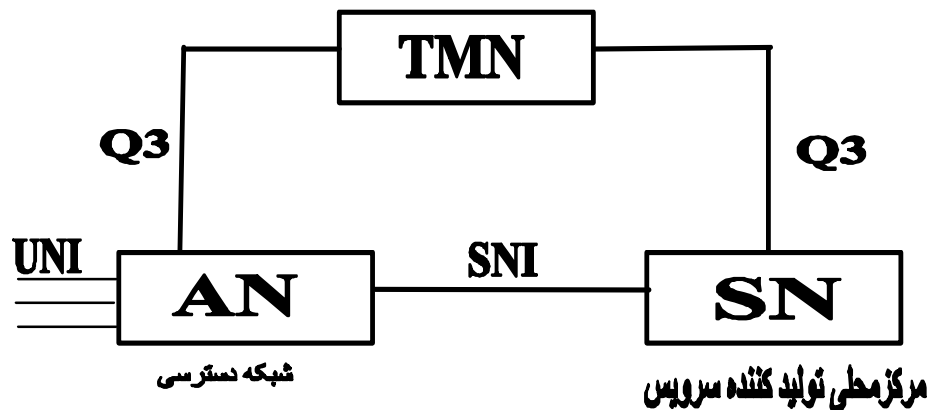 TMN
Q3
Q3
UNI
SNI
AN
SN
شبکه دسترسی
مرکزمحلی تولید کننده سرویس